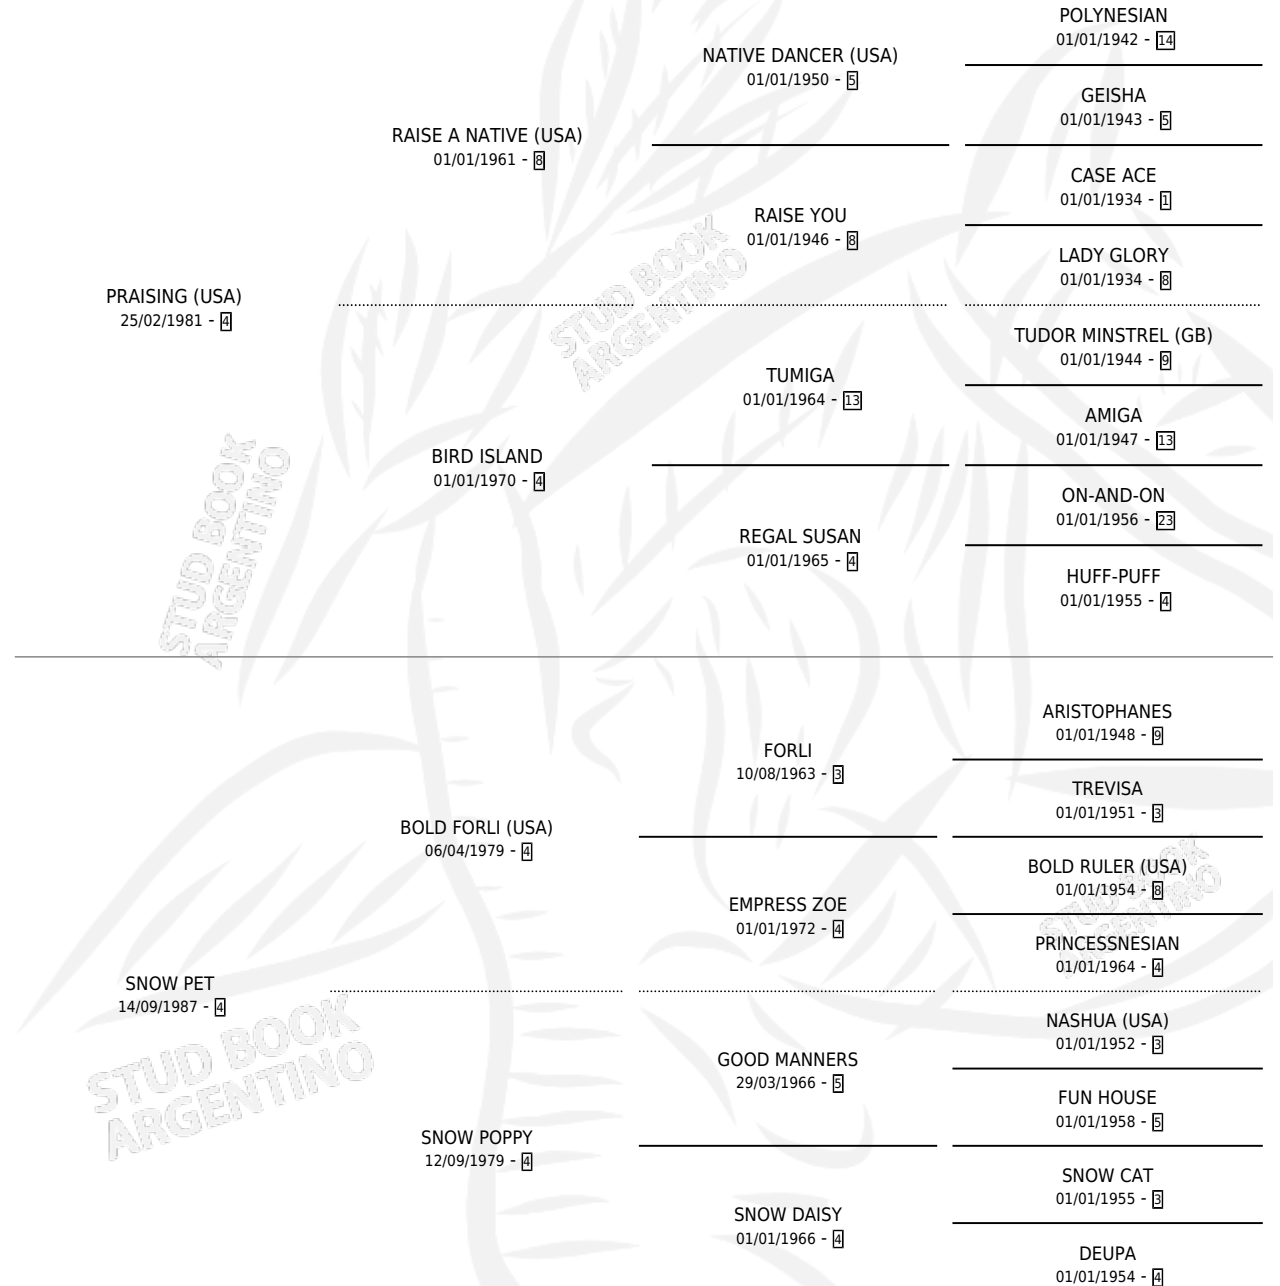 POLYNESIAN
01/01/1942 - 14
NATIVE DANCER (USA)
01/01/1950 - 5
GEISHA
01/01/1943 - 5
RAISE A NATIVE (USA)
01/01/1961 - 8
CASE ACE
01/01/1934 - 1
RAISE YOU
01/01/1946 - 8
LADY GLORY
01/01/1934 - 8
PRAISING (USA)
25/02/1981 - 4
STUD BOOK
ARGENTINO
TUDOR MINSTREL (GB)
01/01/1944 - 9
TUMIGA
01/01/1964 - 13
AMIGA
01/01/1947 - 13
BIRD ISLAND
01/01/1970 - 4
ON-AND-ON
01/01/1956 - 23
REGAL SUSAN
01/01/1965 - 4
HUFF-PUFF
01/01/1955 - 4
STUD BOOK
ARGENTINO
ARISTOPHANES
01/01/1948 - 9
FORLI
10/08/1963 - 3
TREVISA
01/01/1951 - 3
BOLD FORLI (USA)
06/04/1979 - 4
BOLD RULER (USA)
01/01/1954 - 8
EMPRESS ZOE
01/01/1972 - 4
STUD BOOK
ARGENTINO
PRINCESSNESIAN
01/01/1964 - 4
SNOW PET
14/09/1987 - 4
NASHUA (USA)
01/01/1952 - 3
GOOD MANNERS
29/03/1966 - 5
STUD BOOK
ARGENTINO
FUN HOUSE
01/01/1958 - 5
SNOW POPPY
12/09/1979 - 4
SNOW CAT
01/01/1955 - 3
SNOW DAISY
01/01/1966 - 4
DEUPA
01/01/1954 - 4